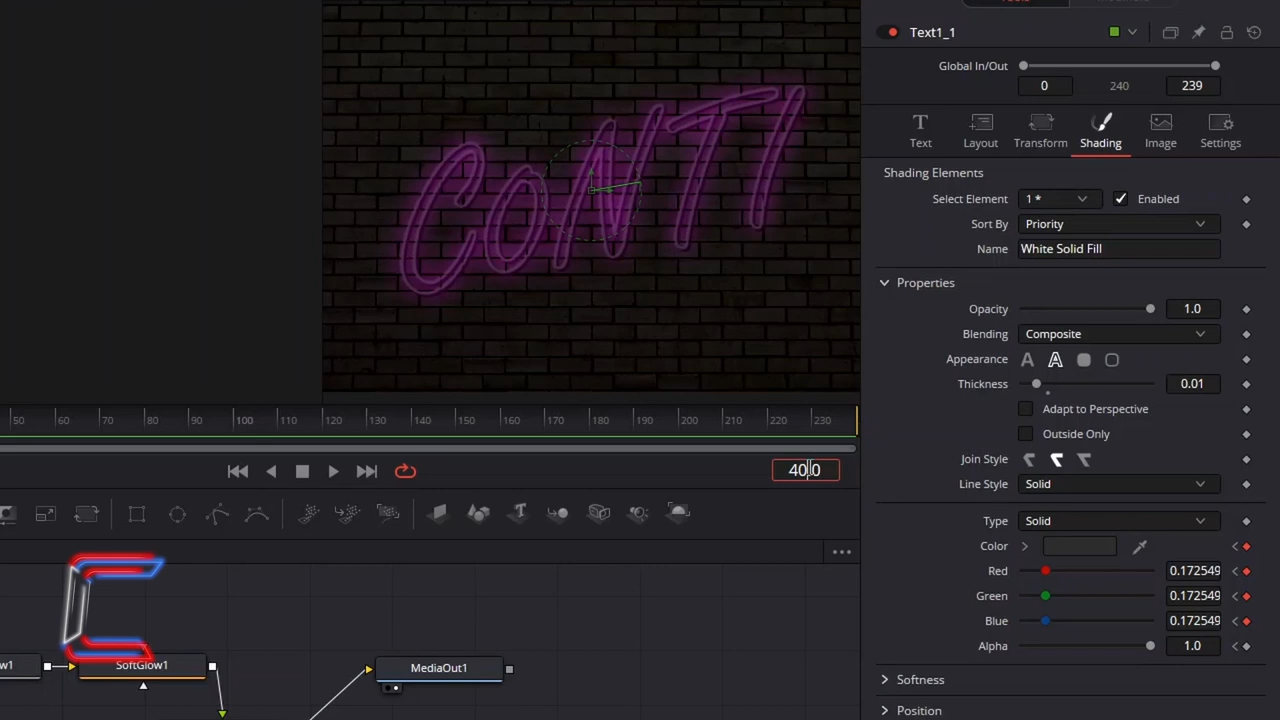 Tools
Text1_1
Global In/Out
0 240 239
Text Layout Transform Shading Image Settings
CONTI
Shading Elements
Select Element 1 * Enabled
Sort By Priority
Name White Solid Fill
Properties
Opacity 1.0
Blending Composite
Appearance A A
Thickness 0.01
Adapt to Perspective
Outside Only
Join Style
Line Style Solid
50 60 70 80 90 100 110 120 130 140 150 160 170 180 190 200 210 220 230
40.0
Type Solid
Color
Red 0.172549
Green 0.172549
Blue 0.172549
Alpha 1.0
Softness
Position
w1 SoftGlow1 MediaOut1
C